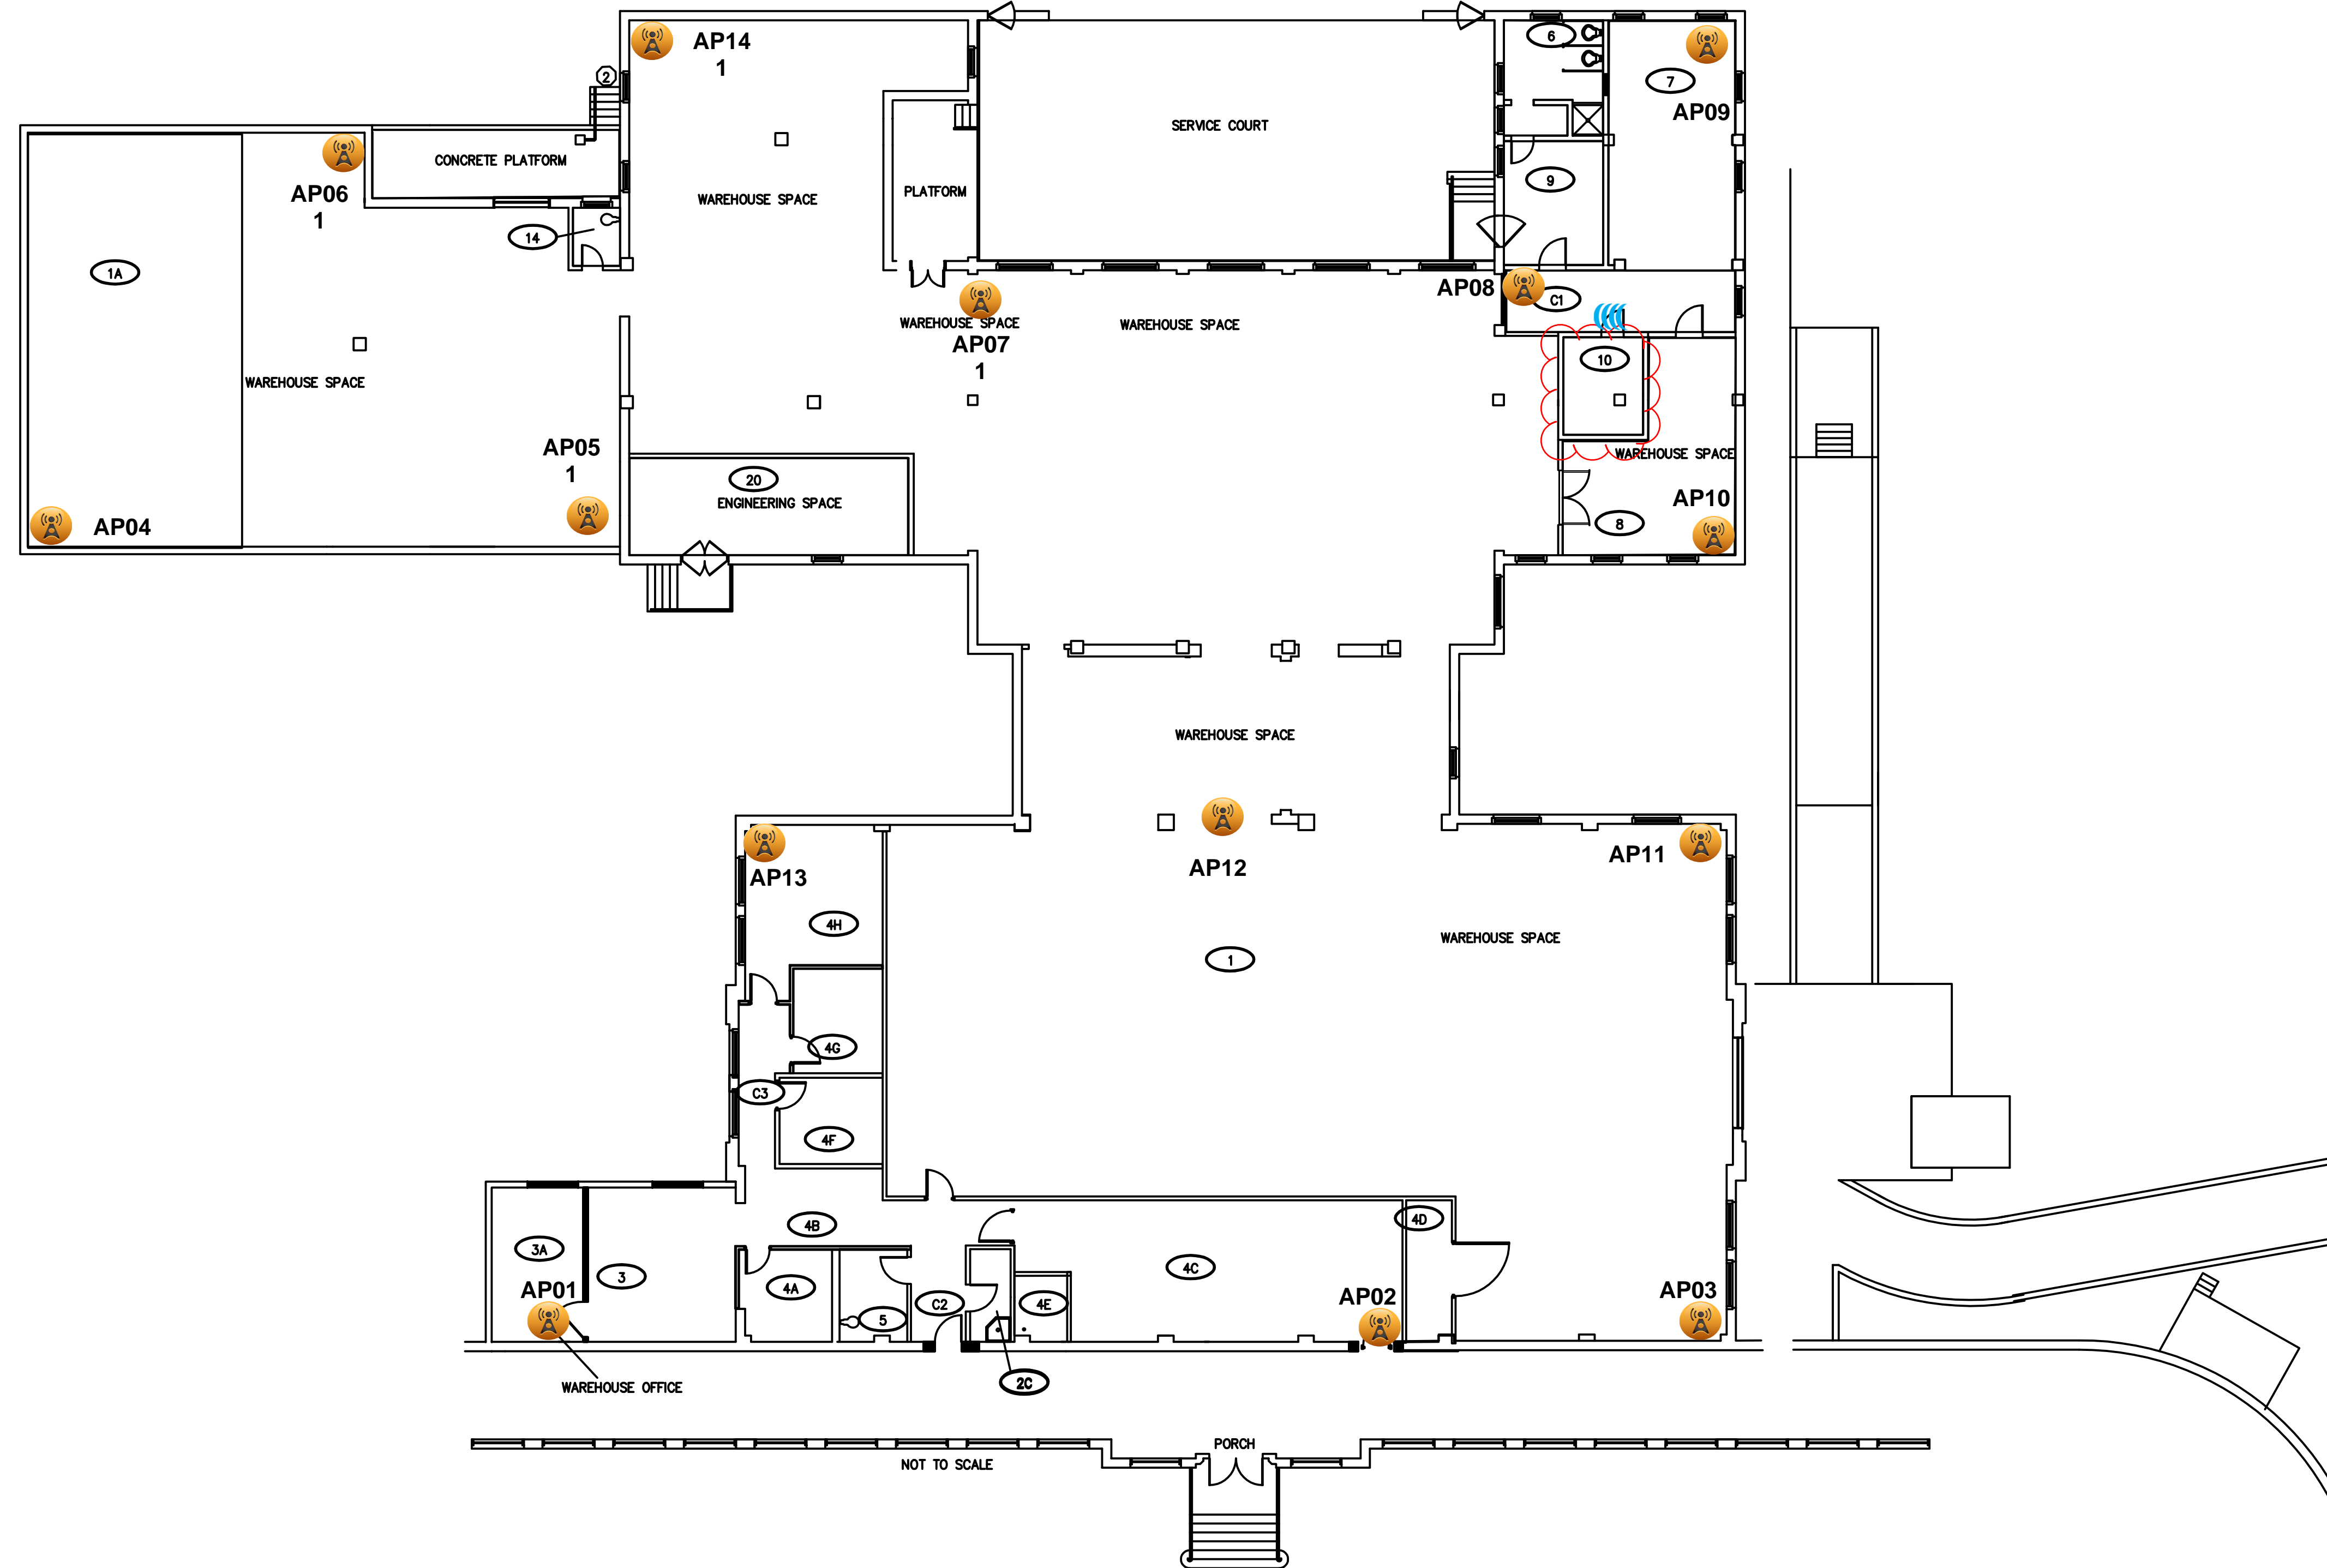 AP14
1
6
7
AP09
2
SERVICE COURT
CONCRETE PLATFORM
9
AP06
1
PLATFORM
WAREHOUSE SPACE
14
1A
AP08
C1
WAREHOUSE SPACE
WAREHOUSE SPACE
AP07
1
10
WAREHOUSE SPACE
AP05
1
WAREHOUSE SPACE
20
ENGINEERING SPACE
AP10
AP04
8
WAREHOUSE SPACE
AP11
AP12
AP13
4H
WAREHOUSE SPACE
1
4G
C3
4F
4B
4D
3A
4C
3
4A
AP01
AP02
AP03
C2
4E
5
WAREHOUSE OFFICE
2C
PORCH
NOT TO SCALE